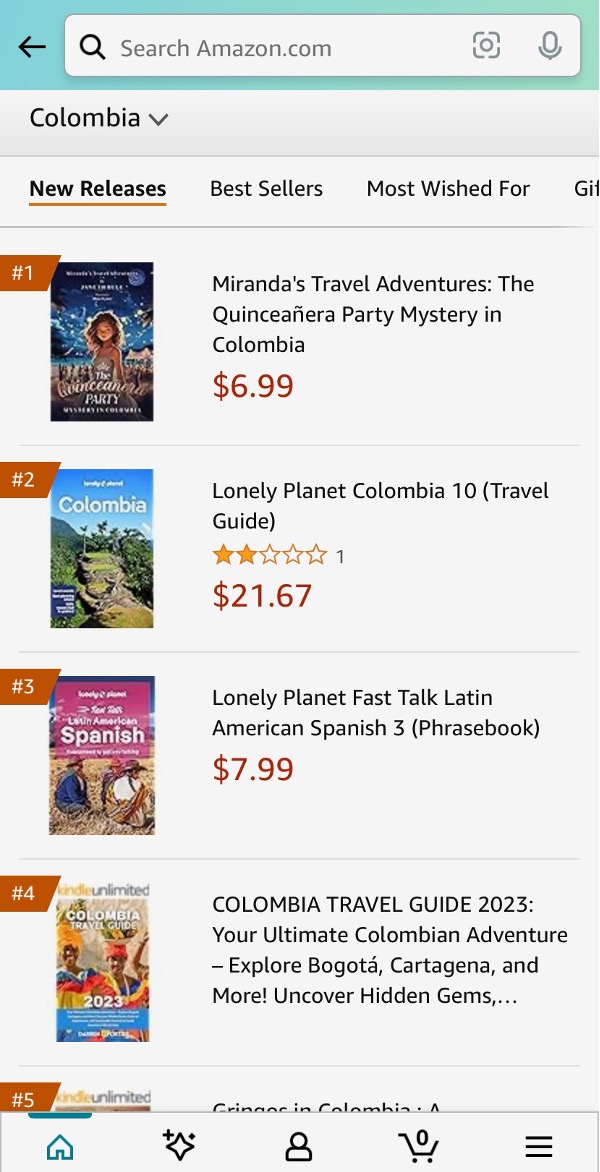 Search Amazon.com
Colombia
New Releases Best Sellers Most Wished For Gif
#1
Miranda's Travel Adventures
JANETH HULL
The
Quinceañera
PARTY
MYSTERY IN COLOMBIA
Miranda's Travel Adventures: The
Quinceañera Party Mystery in
Colombia
$6.99
#2
lonely planet
Colombia
Lonely Planet Colombia 10 (Travel
Guide)
1
$21.67
#3
lonely planet
Fast Talk
Latin American
Spanish
Lonely Planet Fast Talk Latin
American Spanish 3 (Phrasebook)
$7.99
#4
kindleunlimited
COLOMBIA
TRAVEL GUIDE
2023
COLOMBIA TRAVEL GUIDE 2023:
Your Ultimate Colombian Adventure
– Explore Bogotá, Cartagena, and
More! Uncover Hidden Gems,…
#5
kindleunlimited
Gringos in Colombia : A
0